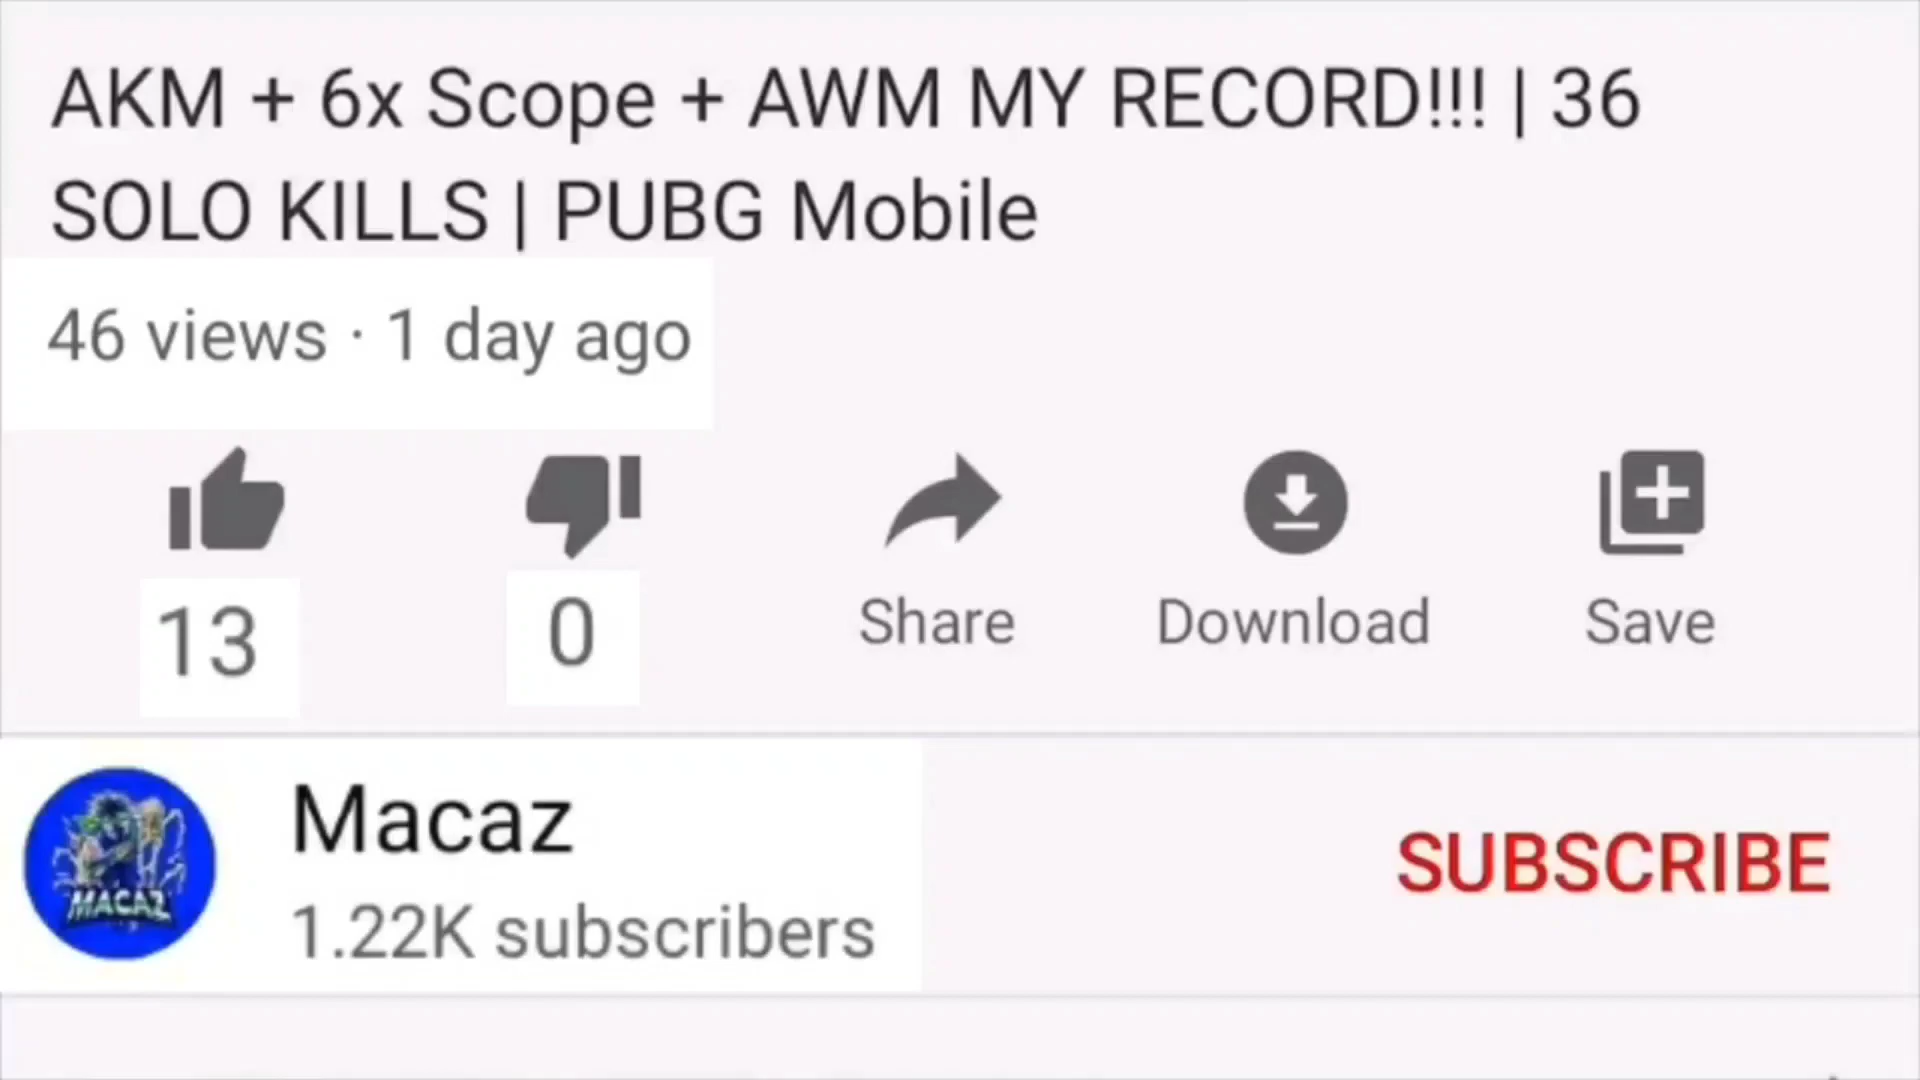 AKM + 6x Scope + AWM MY RECORD!!! | 36
SOLO KILLS | PUBG Mobile
46 views · 1 day ago
13
0
Share
Download
Save
MACAZ
Macaz
1.22K subscribers
SUBSCRIBE